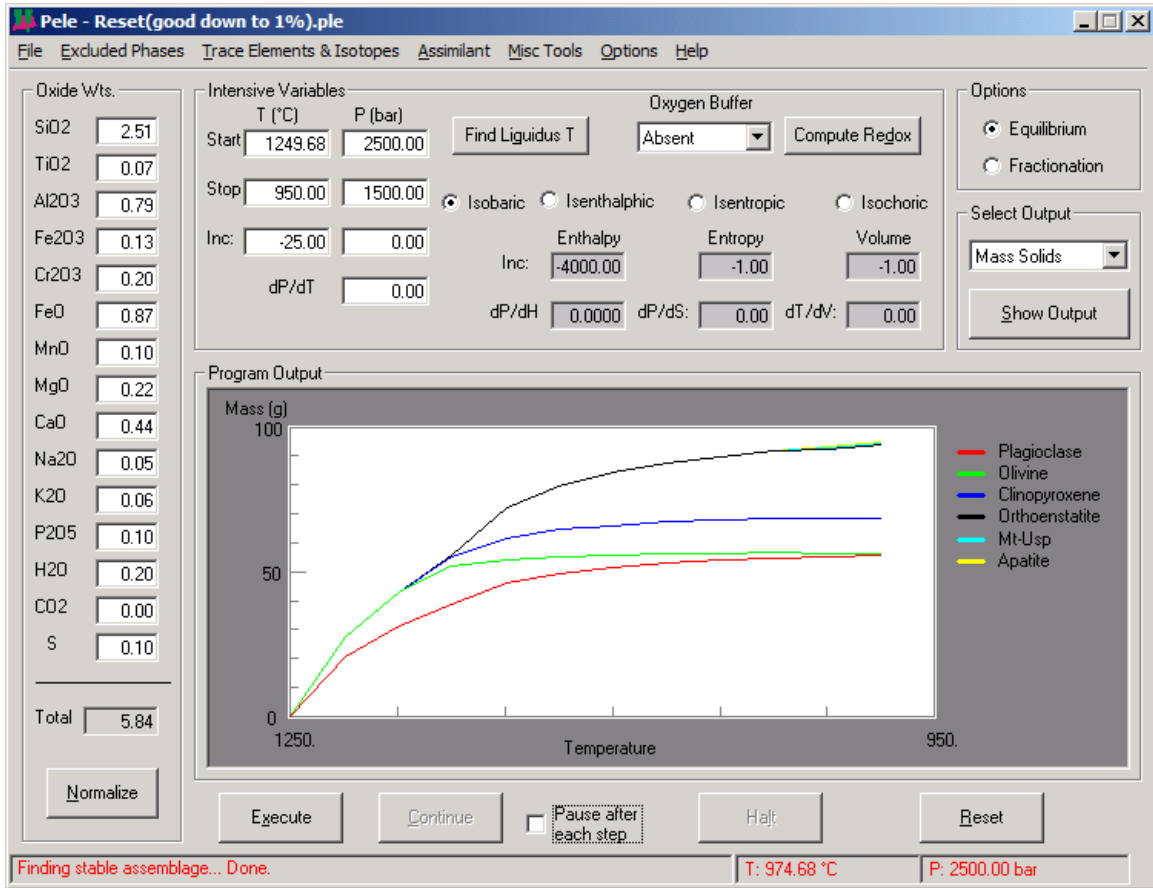 Pele - Reset(good down to 1%).ple
File Excluded Phases Trace Elements & Isotopes Assimilant Misc Tools Options Help
Oxide Wts.
SiO2 2.51
TiO2 0.07
Al2O3 0.79
Fe2O3 0.13
Cr2O3 0.20
FeO 0.87
MnO 0.10
MgO 0.22
CaO 0.44
Na2O 0.05
K2O 0.06
P2O5 0.10
H2O 0.20
CO2 0.00
S 0.10
Total 5.84
Normalize
Intensive Variables
T (°C) P (bar)
Start 1249.68 2500.00
Stop 950.00 1500.00
Inc: -25.00 0.00
dP/dT 0.00
Find Liquidus T
Oxygen Buffer
Absent
Compute Redox
Isobaric Isenthalphic Isentropic Isochoric
Enthalpy Entropy Volume
Inc: -4000.00 -1.00 -1.00
dP/dH 0.0000 dP/dS: 0.00 dT/dV: 0.00
Options
Equilibrium
Fractionation
Select Output
Mass Solids
Show Output
Program Output
Mass (g)
100
50
0
1250. Temperature 950.
Plagioclase
Olivine
Clinopyroxene
Orthoenstatite
Mt-Usp
Apatite
Execute Continue Pause after
each step
Halt Reset
Finding stable assemblage... Done. T: 974.68 °C P: 2500.00 bar